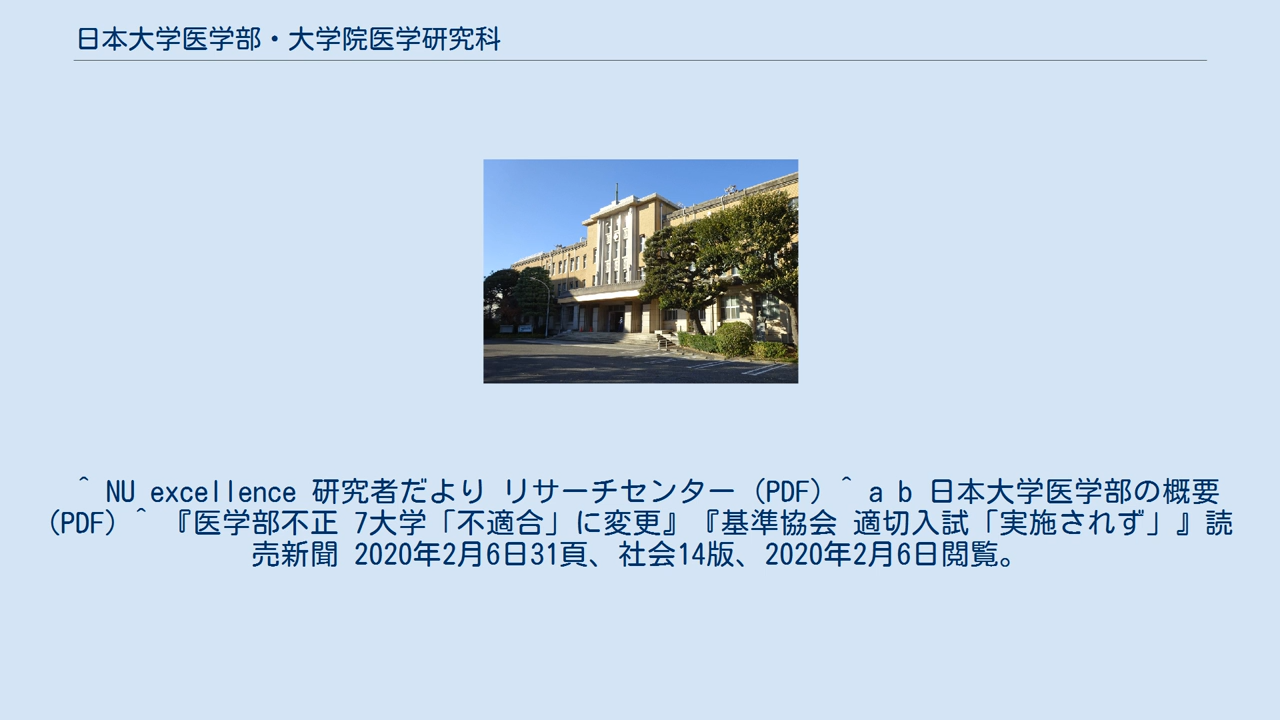 日本大学医学部・大学院医学研究科
^ NU excellence 研究者だより リサーチセンター (PDF) ^ a b 日本大学医学部の概要
(PDF) ^ 『医学部不正 7大学「不適合」に変更』『基準協会 適切入試「実施されず」』読
売新聞 2020年2月6日31頁、社会14版、2020年2月6日閲覧。